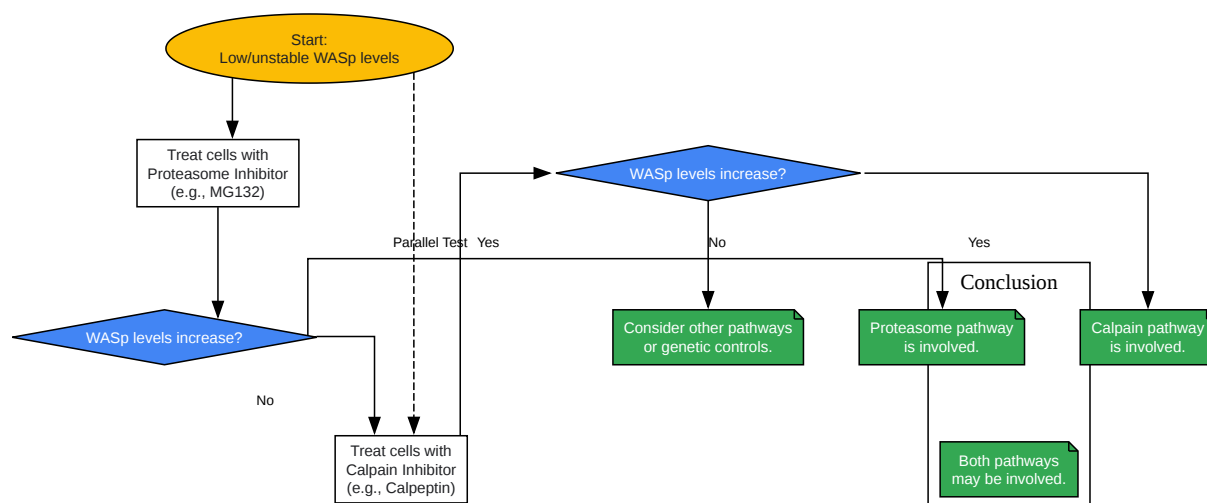 Start:
Low/unstable WASp levels
Treat cells with
Proteasome Inhibitor
(e.g., MG132)
WASp levels increase?
Parallel Test
Yes
No
Yes
Conclusion
WASp levels increase?
Consider other pathways
or genetic controls.
Proteasome pathway
is involved.
Calpain pathway
is involved.
No
Treat cells with
Calpain Inhibitor
(e.g., Calpeptin)
Both pathways
may be involved.